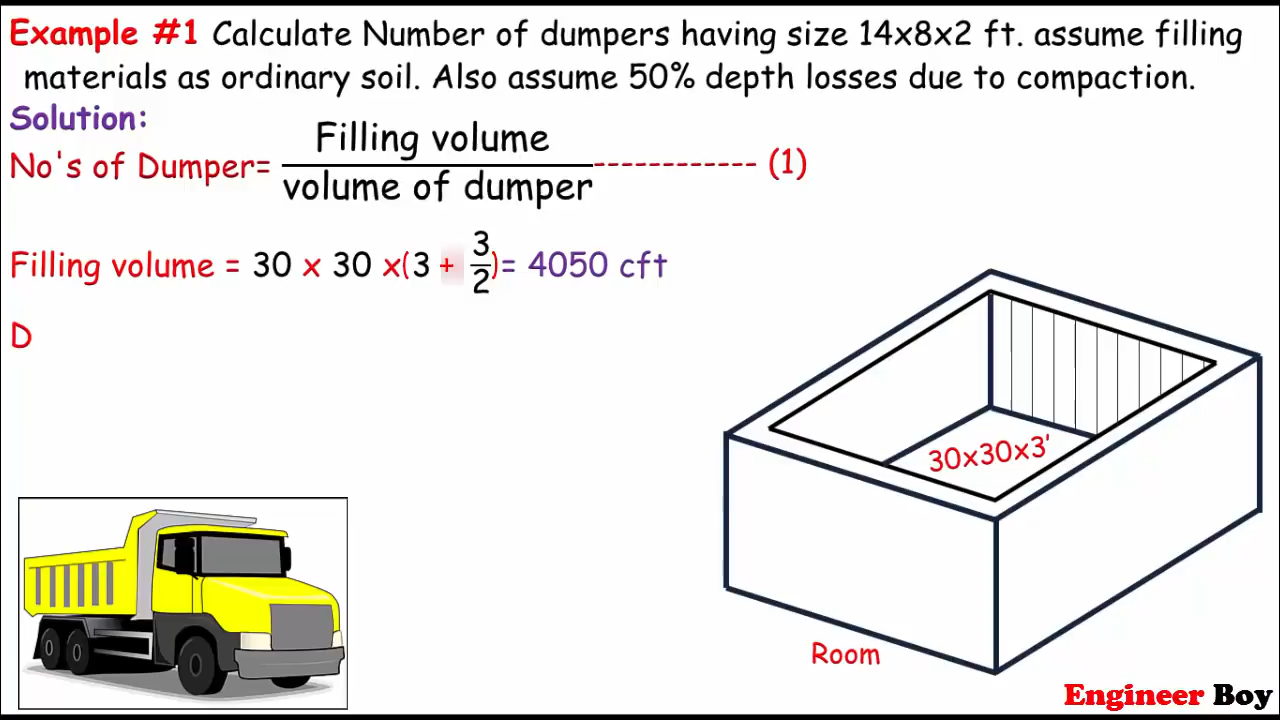 Example #1 Calculate Number of dumpers having size 14x8x2 ft. assume filling
materials as ordinary soil. Also assume 50% depth losses due to compaction.
Solution:
No's of Dumper= Filling volume
volume of dumper ------------ (1)
Filling volume = 30 x 30 x(3 + 3/2)= 4050 cft
D
30x30x3'
Room
Engineer Boy